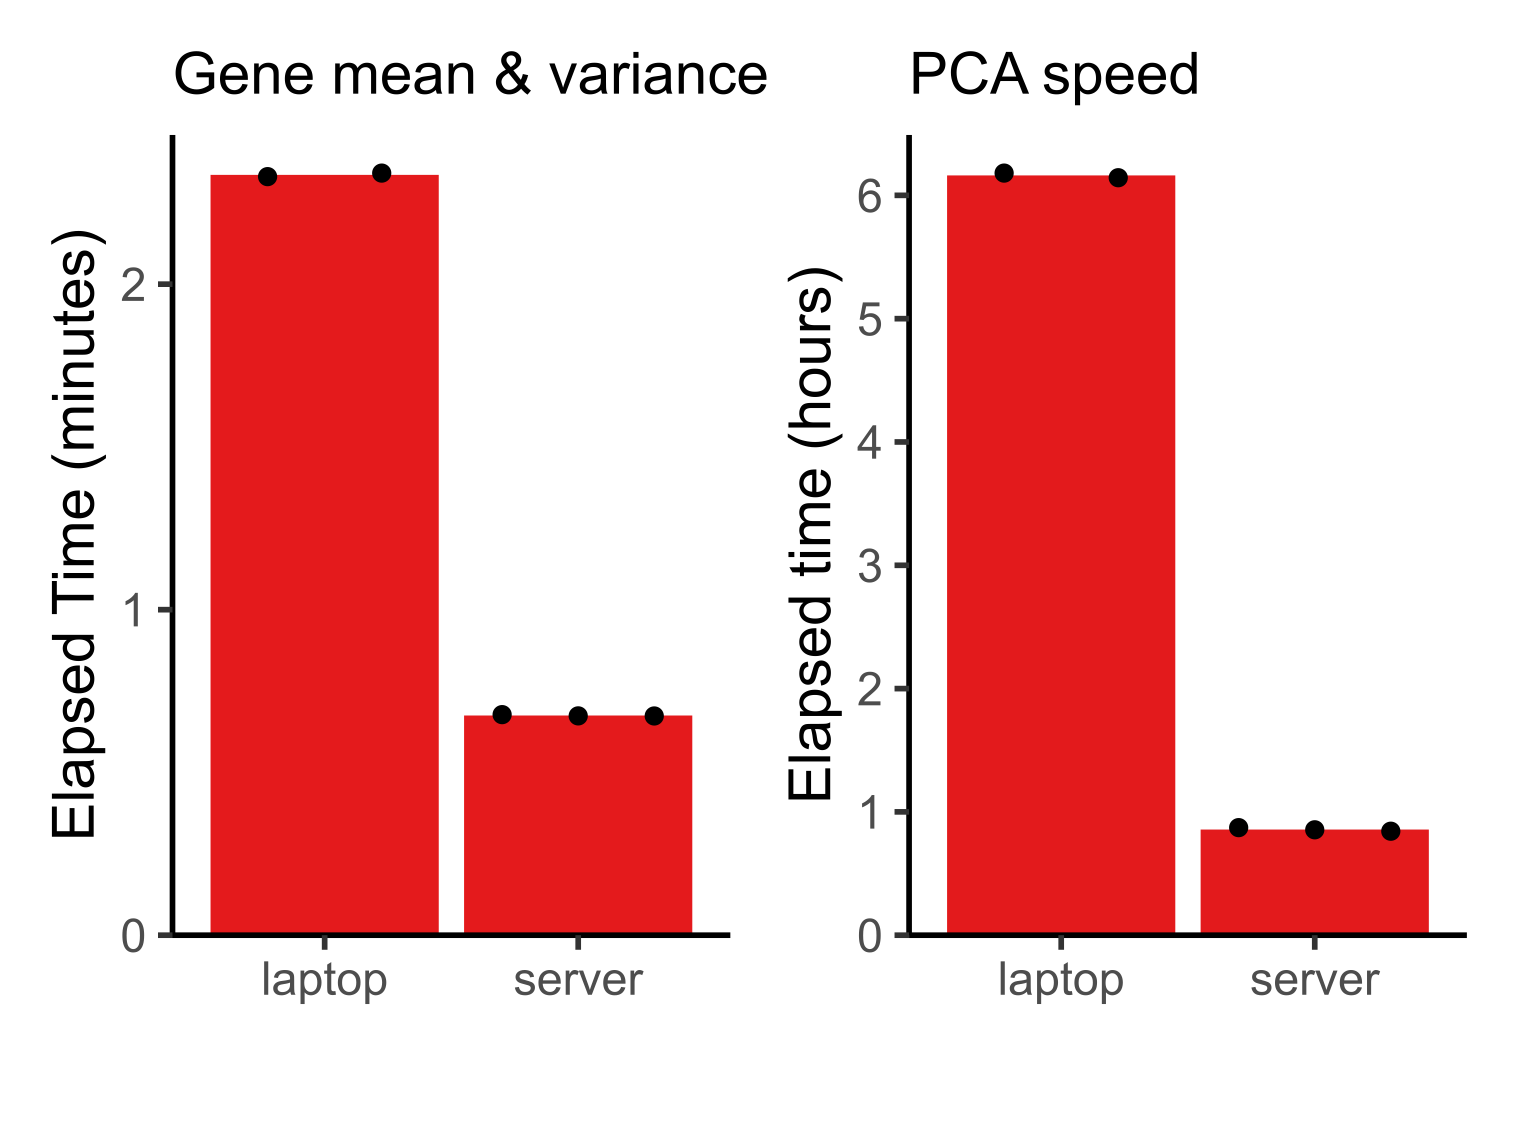 Gene mean & variance
Elapsed Time (minutes)
2
1
0
laptop
server
PCA speed
Elapsed time (hours)
6
5
4
3
2
1
0
laptop
server